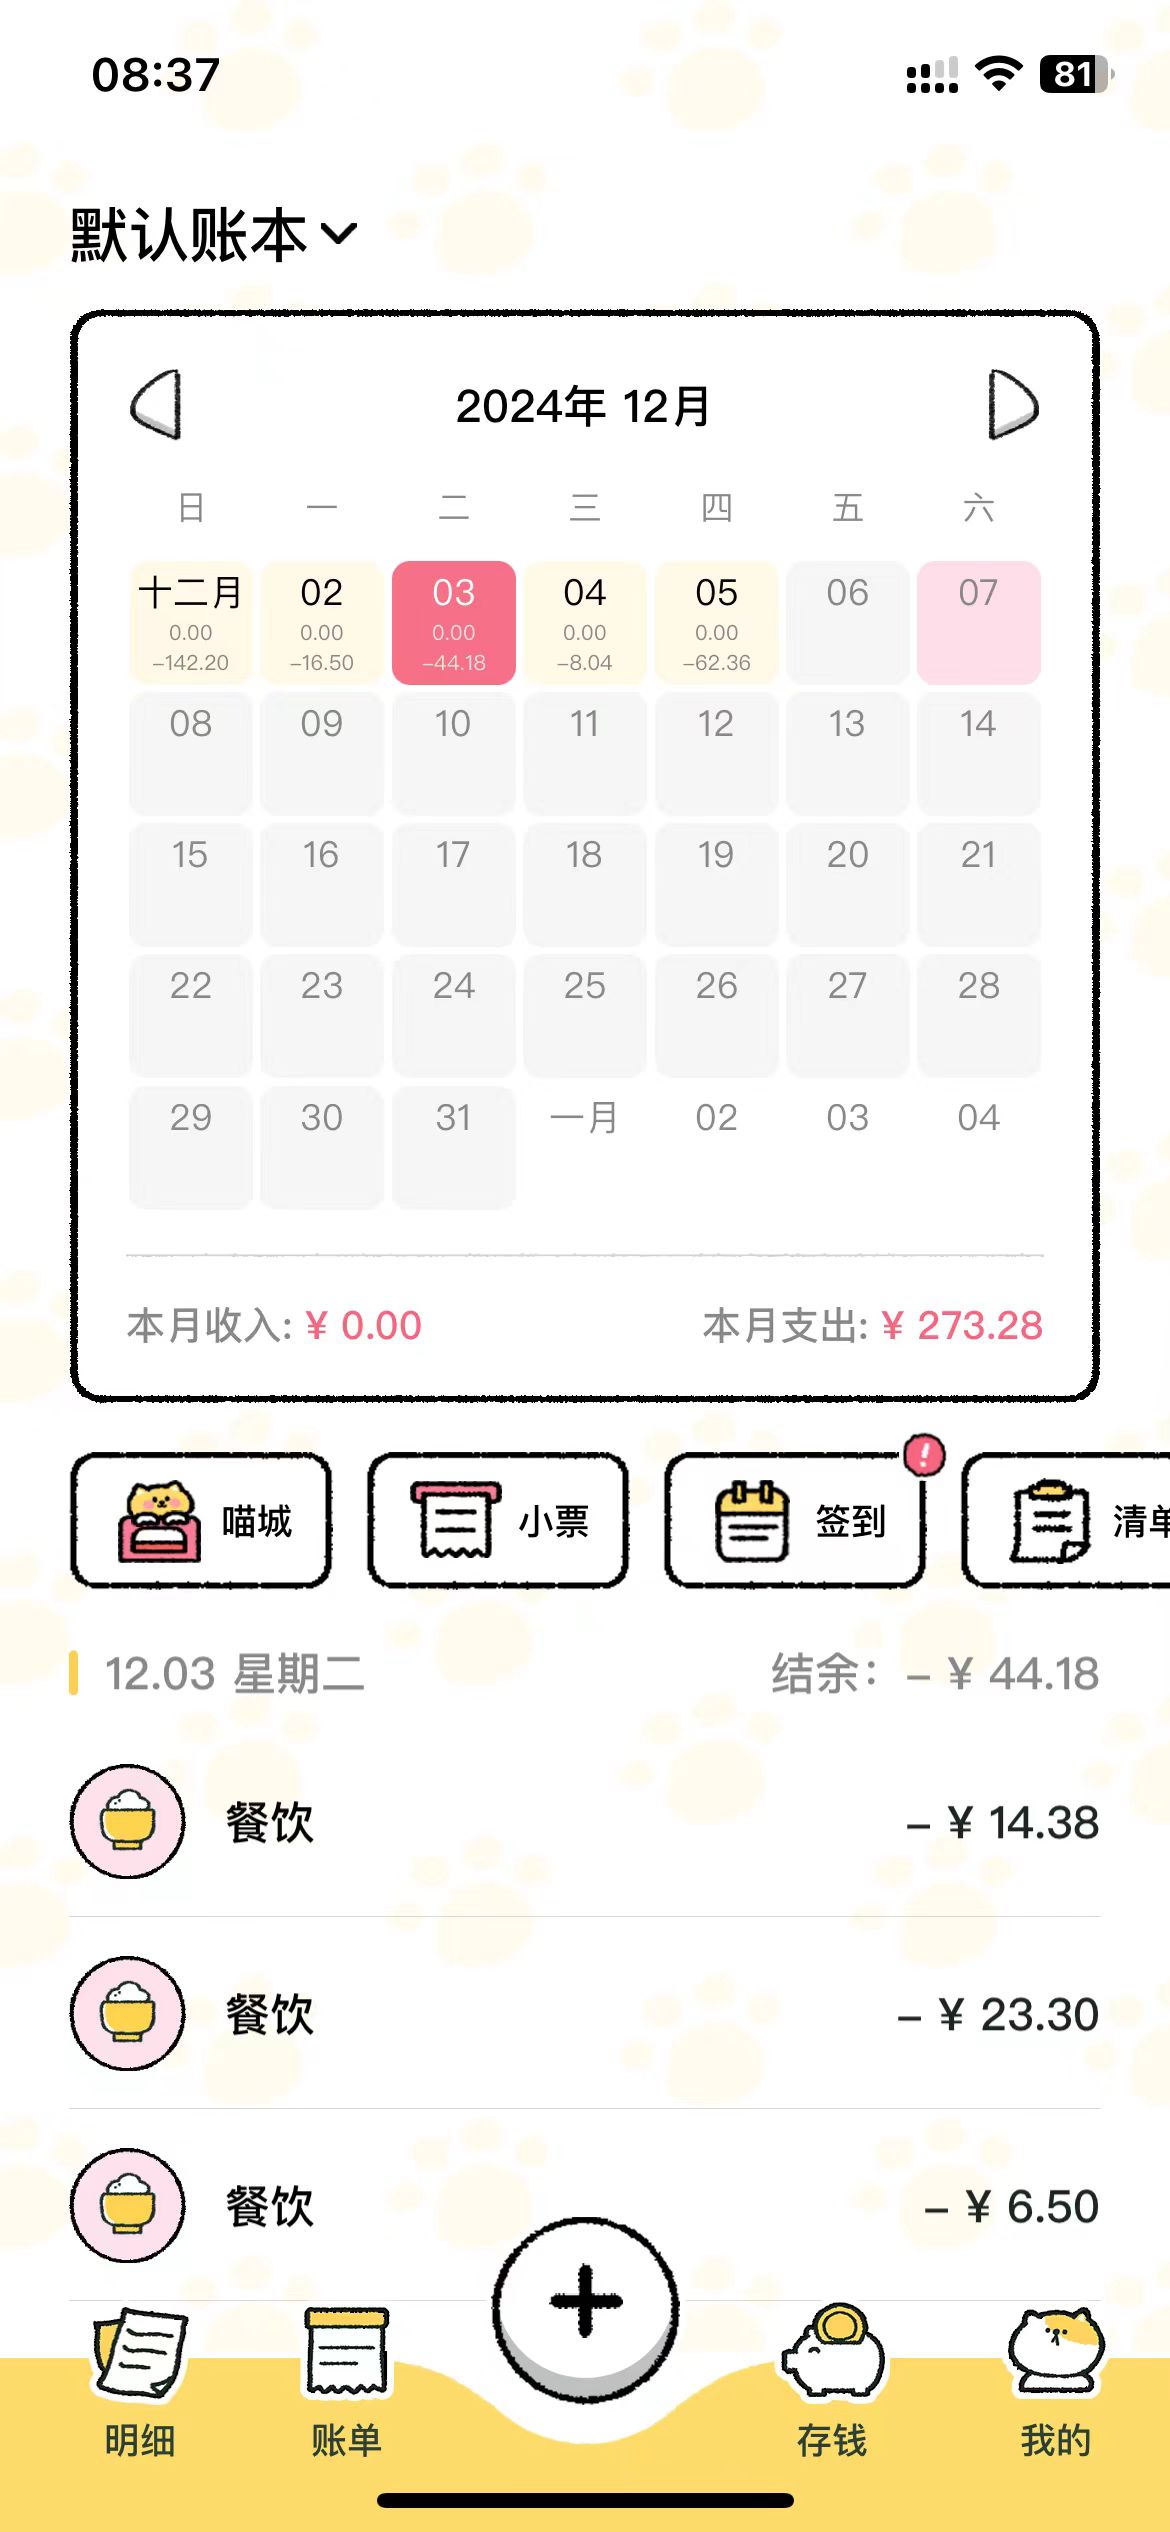 08:37
81
默认账本
2024年 12月
日 一 二 三 四 五 六
十二月 02 03 04 05 06 07
0.00 0.00 0.00 0.00 0.00
–142.20 –16.50 –44.18 –8.04 –62.36
08 09 10 11 12 13 14
15 16 17 18 19 20 21
22 23 24 25 26 27 28
29 30 31 一月 02 03 04
本月收入: ¥ 0.00 本月支出: ¥ 273.28
喵城 小票 签到 清单
12.03 星期二 结余： – ¥ 44.18
餐饮 – ¥ 14.38
餐饮 – ¥ 23.30
餐饮 – ¥ 6.50
明细 账单 存钱 我的